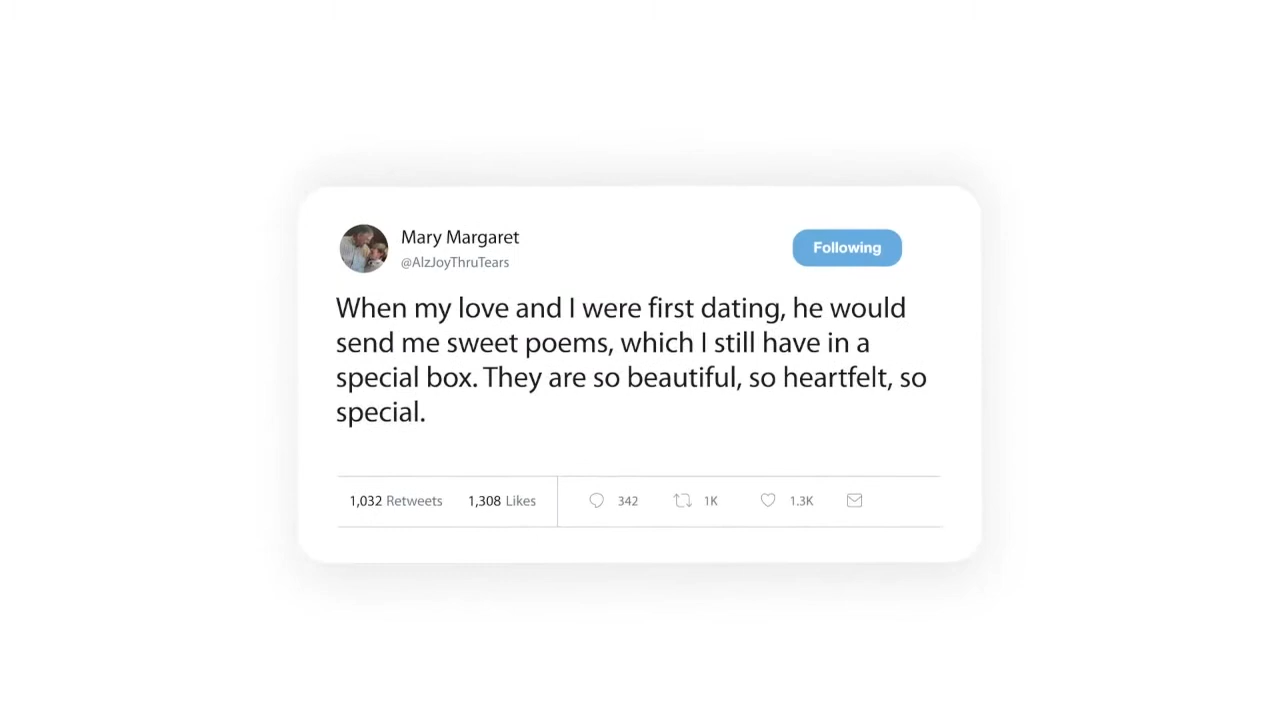 Mary Margaret
@AlzJoyThruTears
Following
When my love and I were first dating, he would
send me sweet poems, which I still have in a
special box. They are so beautiful, so heartfelt, so
special.
1,032 Retweets 1,308 Likes 342 1K 1.3K